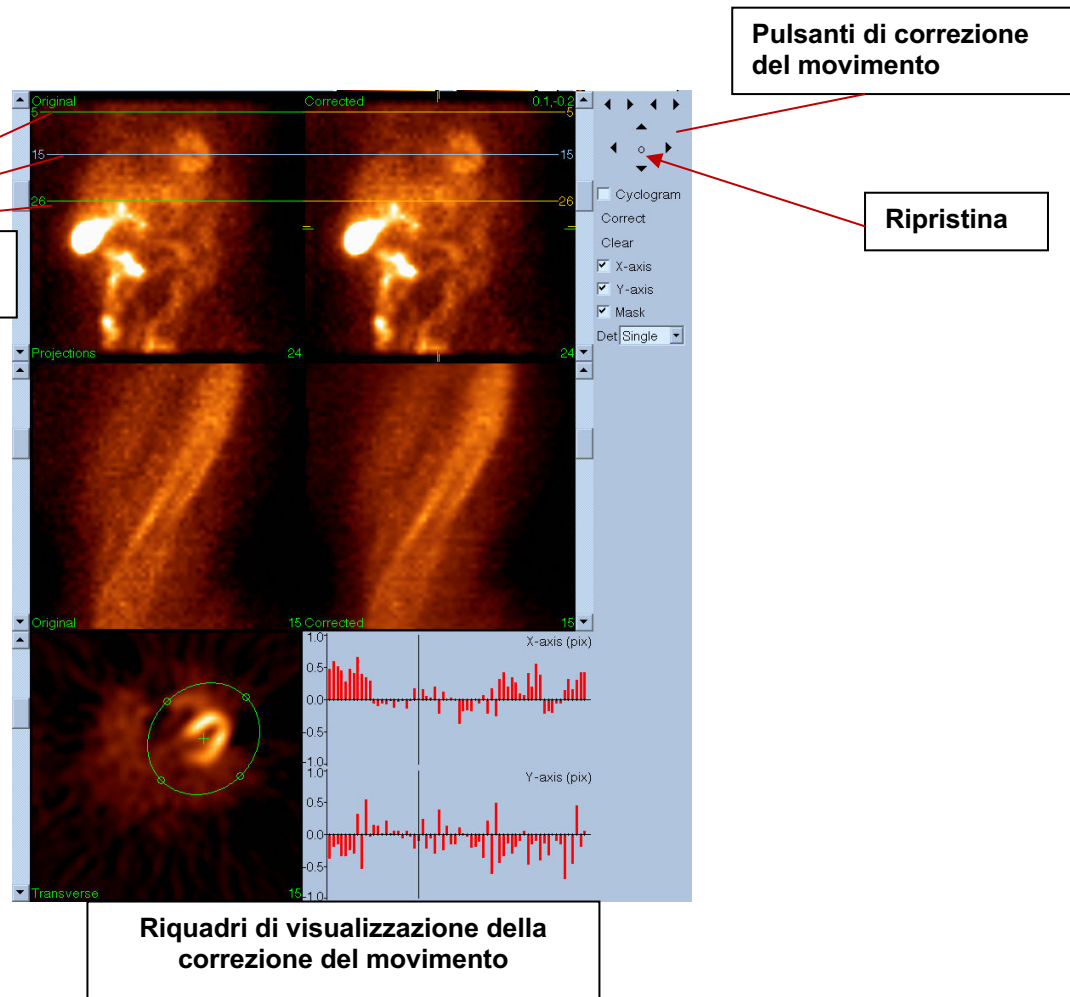 Pulsanti di correzione
del movimento
Original
Corrected
0.1,-0.2
5
5
15
15
26
26
Ripristina
Cyclogram
Correct
Clear
X-axis
Y-axis
Mask
Det Single
Projections
24
24
Original
15
Corrected
15
1.0
X-axis (pix)
0.5
0.0
-0.5
-1.0
1.0
Y-axis (pix)
0.5
0.0
-0.5
-1.0
Transverse
15
Riquadri di visualizzazione della
correzione del movimento